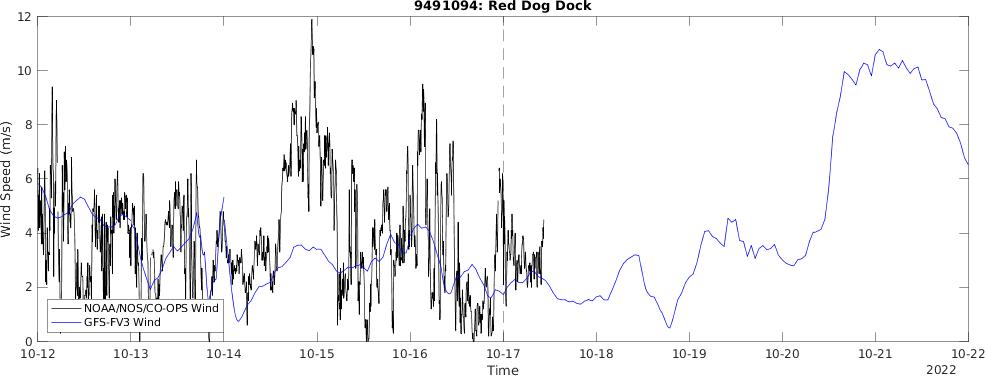 9491094: Red Dog Dock
Wind Speed (m/s)
12
10
8
6
4
2
0
NOAA/NOS/CO-OPS Wind
GFS-FV3 Wind
10-12 10-13 10-14 10-15 10-16 10-17 10-18 10-19 10-20 10-21 10-22
Time
2022